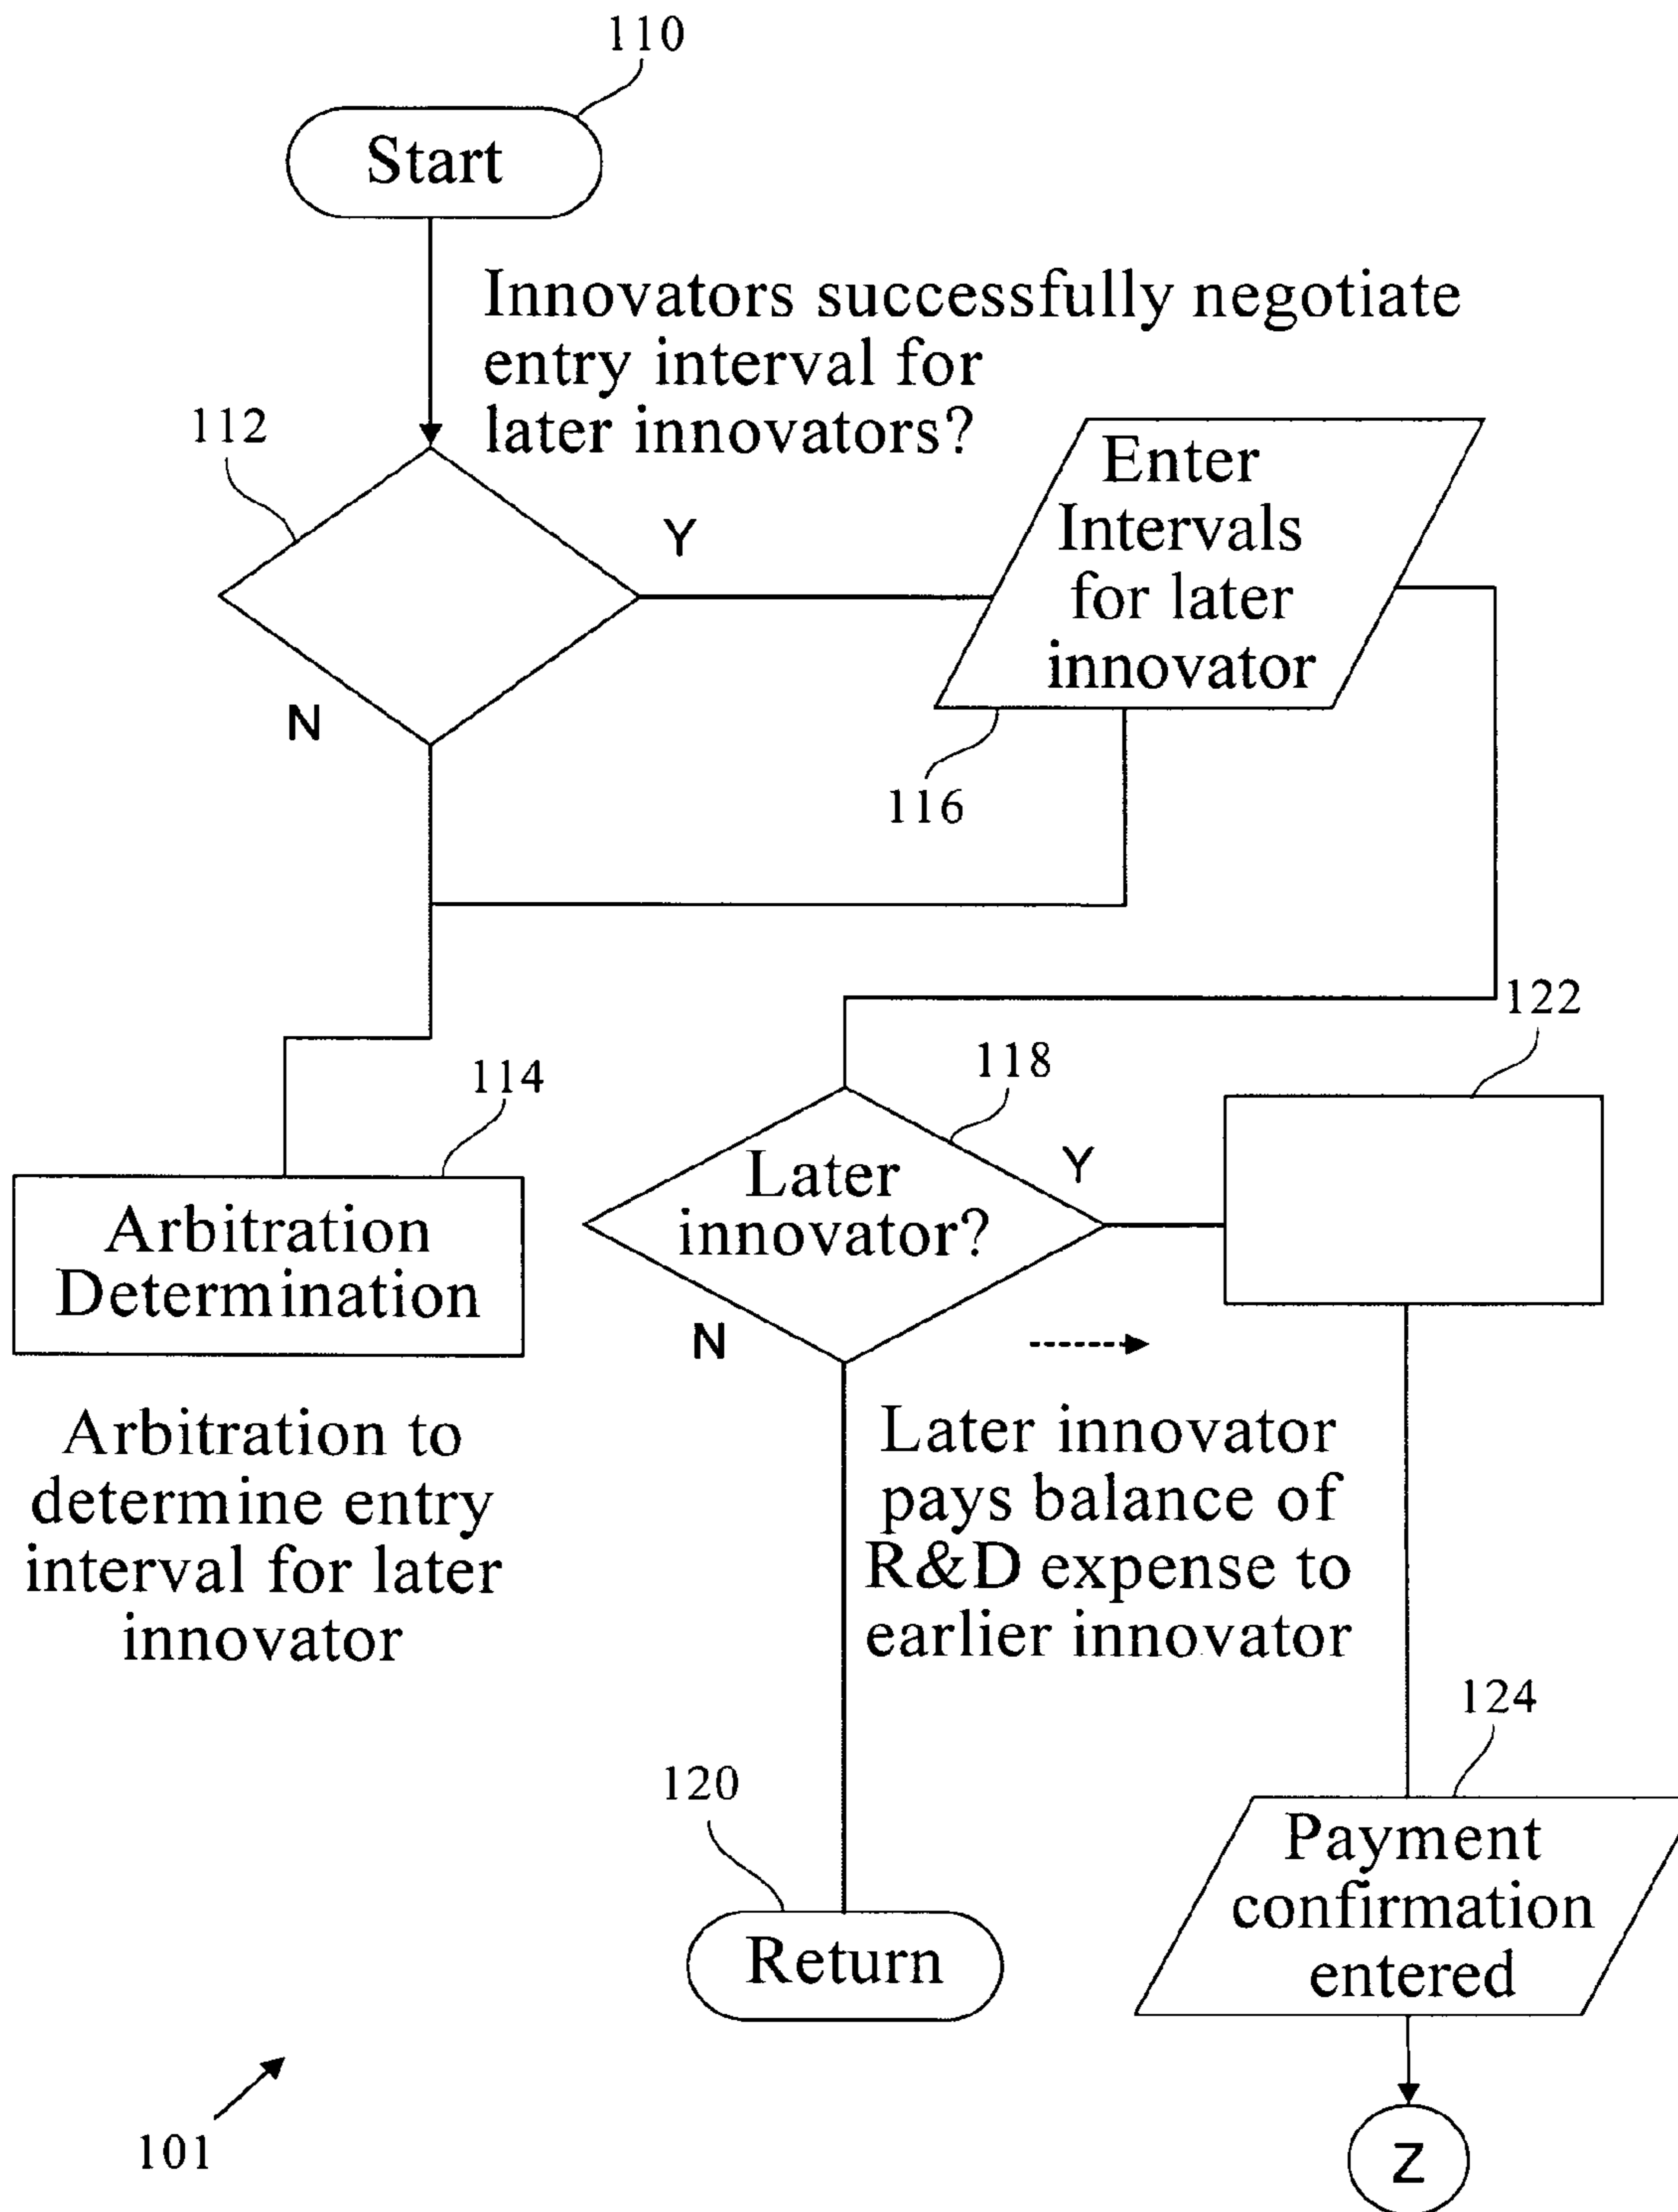 110
Start
Innovators successfully negotiate
entry interval for
later innovators?
112
Y
Enter
Intervals
for later
innovator
N
116
122
118
114
Later
innovator?
Y
Arbitration
Determination
N
Arbitration to
determine entry
interval for later
innovator
Later innovator
pays balance of
R&D expense to
earlier innovator
124
120
Payment
confirmation
entered
Return
101
Z